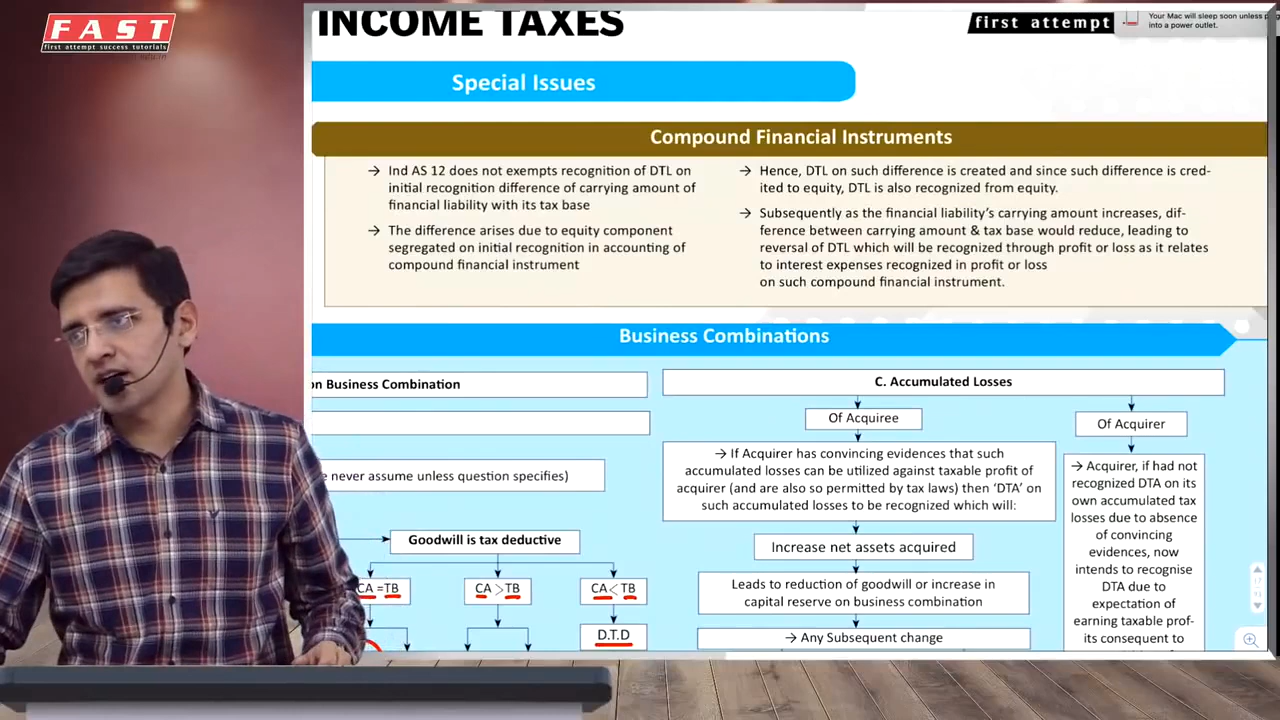 FAST
first attempt success tutorials
INCOME TAXES
first attempt
Your Mac will sleep soon unless
into a power outlet.
Special Issues
Compound Financial Instruments
→ Ind AS 12 does not exempts recognition of DTL on
initial recognition difference of carrying amount of
financial liability with its tax base
→ The difference arises due to equity component
segregated on initial recognition in accounting of
compound financial instrument
→ Hence, DTL on such difference is created and since such difference is cred-
ited to equity, DTL is also recognized from equity.
→ Subsequently as the financial liability's carrying amount increases, dif-
ference between carrying amount & tax base would reduce, leading to
reversal of DTL which will be recognized through profit or loss as it relates
to interest expenses recognized in profit or loss
on such compound financial instrument.
Business Combinations
on Business Combination
e never assume unless question specifies)
Goodwill is tax deductive
CA =TB
CA > TB
CA < TB
D.T.D
C. Accumulated Losses
Of Acquiree
→ If Acquirer has convincing evidences that such
accumulated losses can be utilized against taxable profit of
acquirer (and are also so permitted by tax laws) then 'DTA' on
such accumulated losses to be recognized which will:
Increase net assets acquired
Leads to reduction of goodwill or increase in
capital reserve on business combination
→ Any Subsequent change
Of Acquirer
→ Acquirer, if had not
recognized DTA on its
own accumulated tax
losses due to absence
of convincing
evidences, now
intends to recognise
DTA due to
expectation of
earning taxable prof-
its consequent to